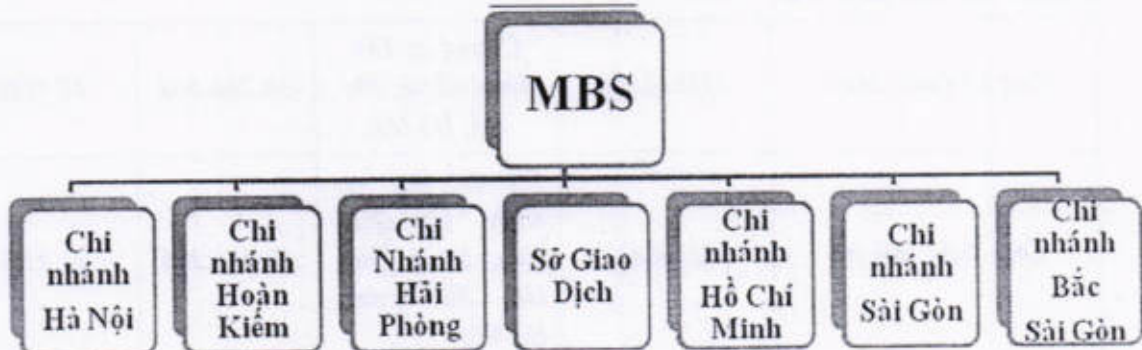 MBS
Chi
nhánh
Hà Nội
Chi
nhánh
Hoàn
Kiếm
Chi
Nhánh
Hải
Phòng
Sở Giao
Dịch
Chi
nhánh
Hồ Chí
Minh
Chi
nhánh
Sài Gòn
Chi
nhánh
Bắc
Sài Gòn